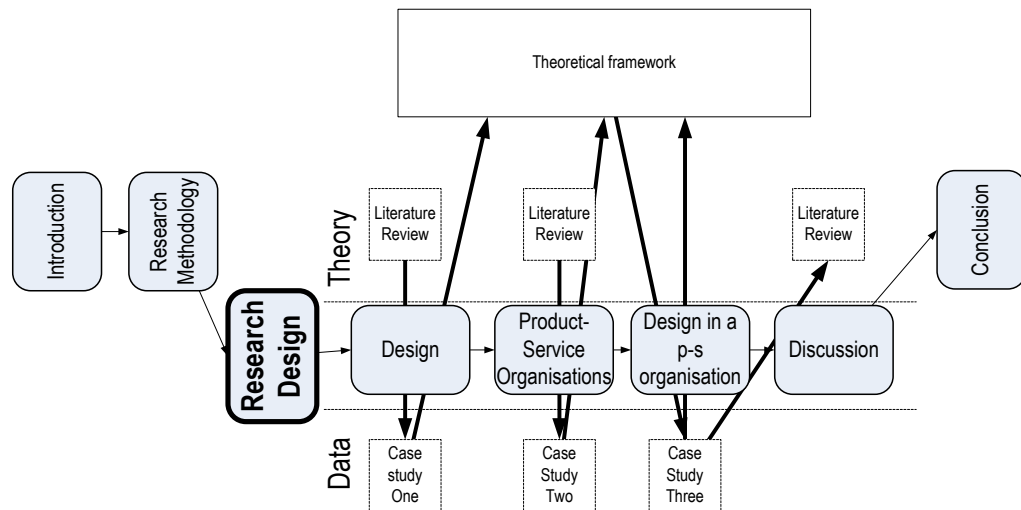 Theoretical framework
Introduction
Research
Methodology
Research
Design
Theory
Literature
Review
Literature
Review
Literature
Review
Conclusion
Design
Product-
Service
Organisations
Design in a
p-s
organisation
Discussion
Data
Case
study
One
Case
Study
Two
Case
Study
Three